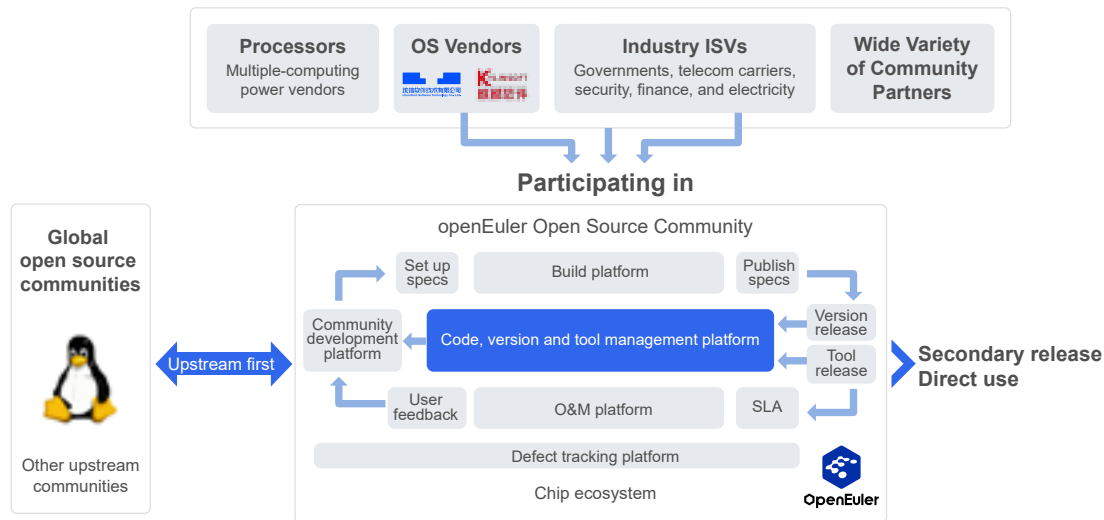 Processors
Multiple-computing
power vendors
OS Vendors
Industry ISVs
Governments, telecom carriers,
security, finance, and electricity
Wide Variety
of Community
Partners
Participating in
Global
open source
communities
Other upstream
communities
Upstream first
openEuler Open Source Community
Set up
specs
Build platform
Publish
specs
Community
development
platform
Code, version and tool management platform
Version
release
Tool
release
User
feedback
O&M platform
SLA
Defect tracking platform
Chip ecosystem
OpenEuler
Secondary release
Direct use